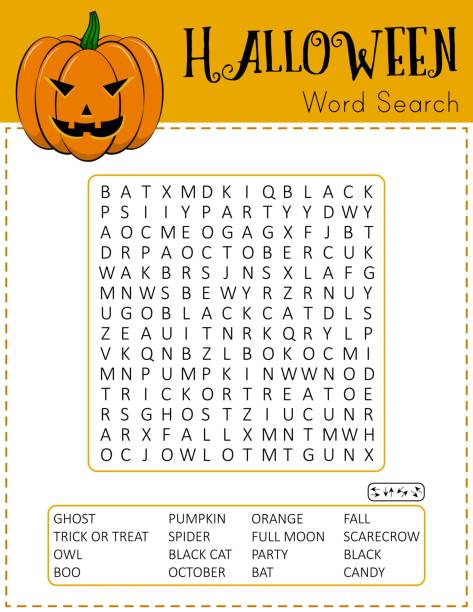 HALLOWEEN
Word Search
B A T X M D K I Q B L A C K
P S I I Y P A R T Y Y D W Y
A O C M E O G A G X F J B T
D R P A O C T O B E R C U K
W A K B R S J N S X L A F G
M N W S B E W Y R Z R N U Y
U G O B L A C K C A T D L S
Z E A U I T N R K Q R Y L P
V K Q N B Z L B O K O C M I
M N P U M P K I N W W N O D
T R I C K O R T R E A T O E
R S G H O S T Z I U C U N R
A R X F A L L X M N T M W H
O C J O W L O T M T G U N X
GHOST PUMPKIN ORANGE FALL
TRICK OR TREAT SPIDER FULL MOON SCARECROW
OWL BLACK CAT PARTY BLACK
BOO OCTOBER BAT CANDY